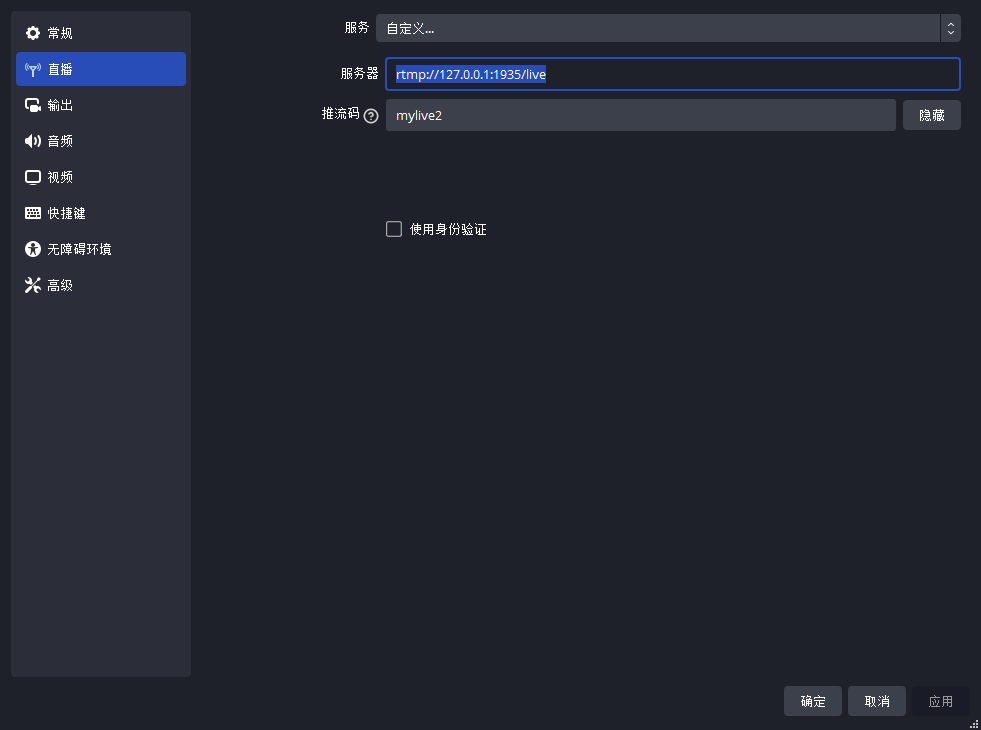 常规
直播
输出
音频
视频
快捷键
无障碍环境
高级
服务 自定义...
服务器 rtmp://127.0.0.1:1935/live
推流码 mylive2 隐藏
使用身份验证
确定 取消 应用